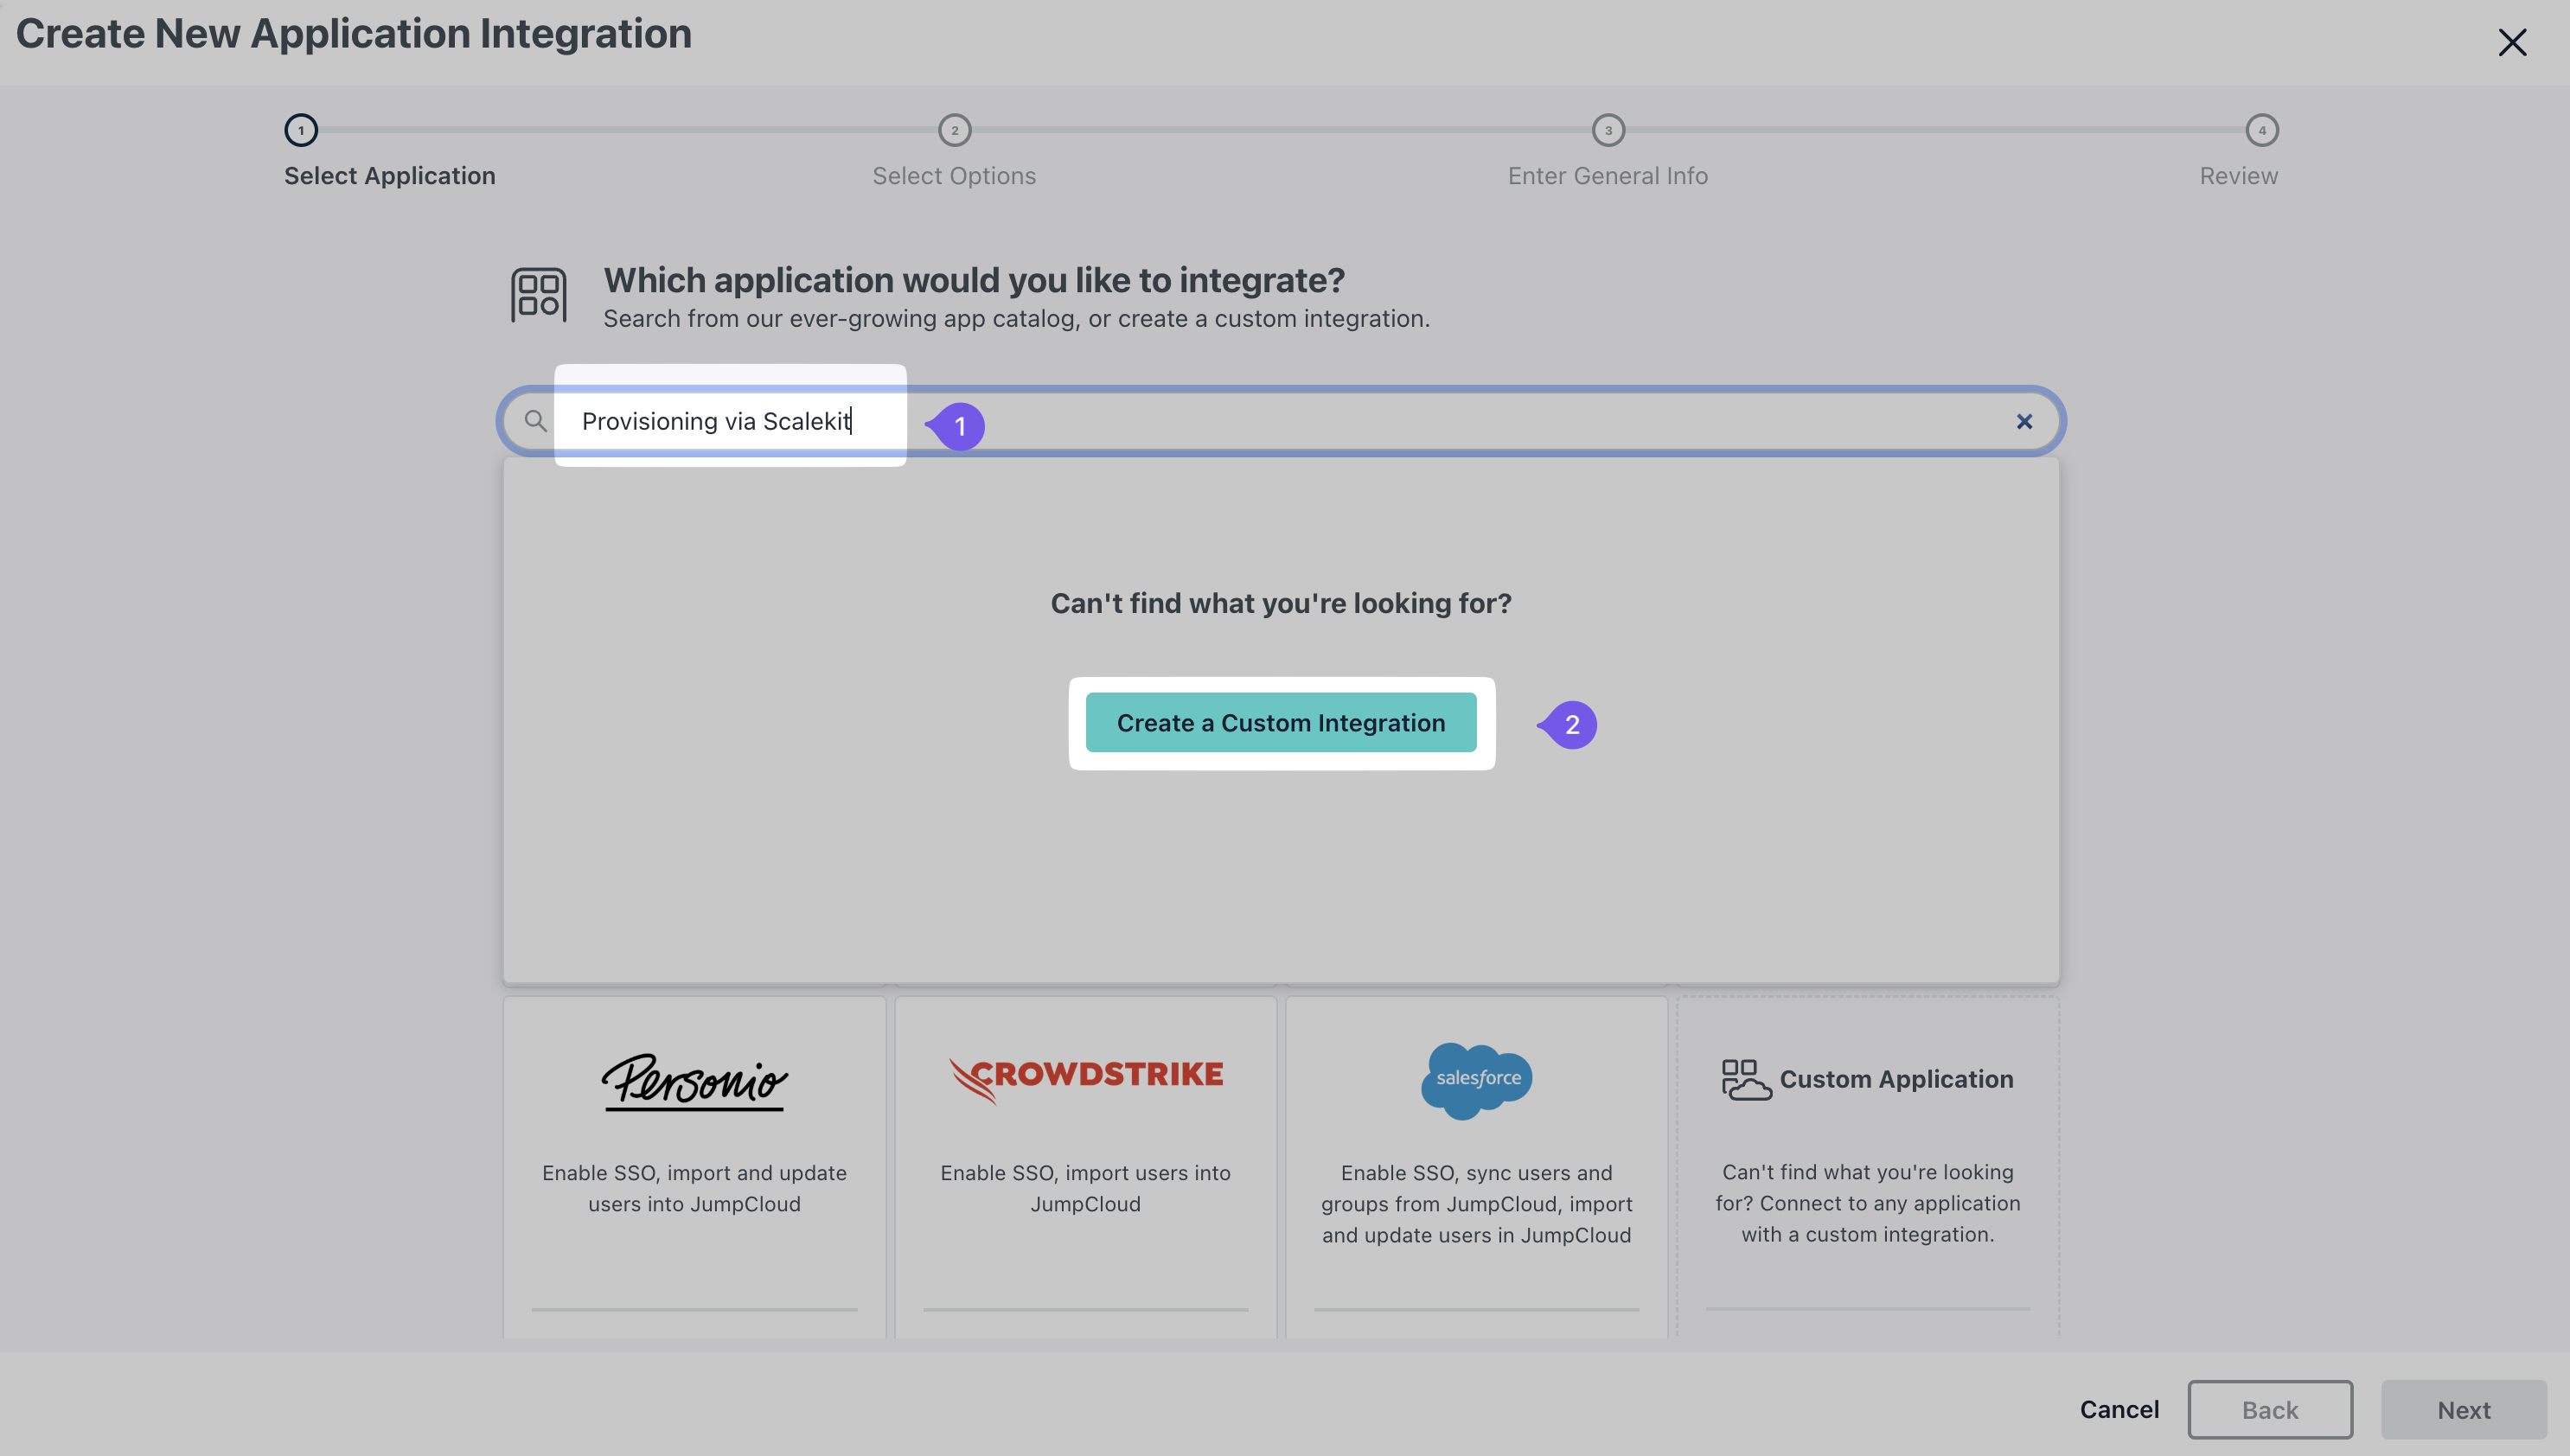 Create New Application Integration
1
2
3
4
Select Application
Select Options
Enter General Info
Review
Which application would you like to integrate?
Search from our ever-growing app catalog, or create a custom integration.
Provisioning via Scalekit
1
Can't find what you're looking for?
Create a Custom Integration
2
Personio
Enable SSO, import and update
users into JumpCloud
CROWDSTRIKE
Enable SSO, import users into
JumpCloud
salesforce
Enable SSO, sync users and
groups from JumpCloud, import
and update users in JumpCloud
Custom Application
Can't find what you're looking
for? Connect to any application
with a custom integration.
Cancel
Back
Next